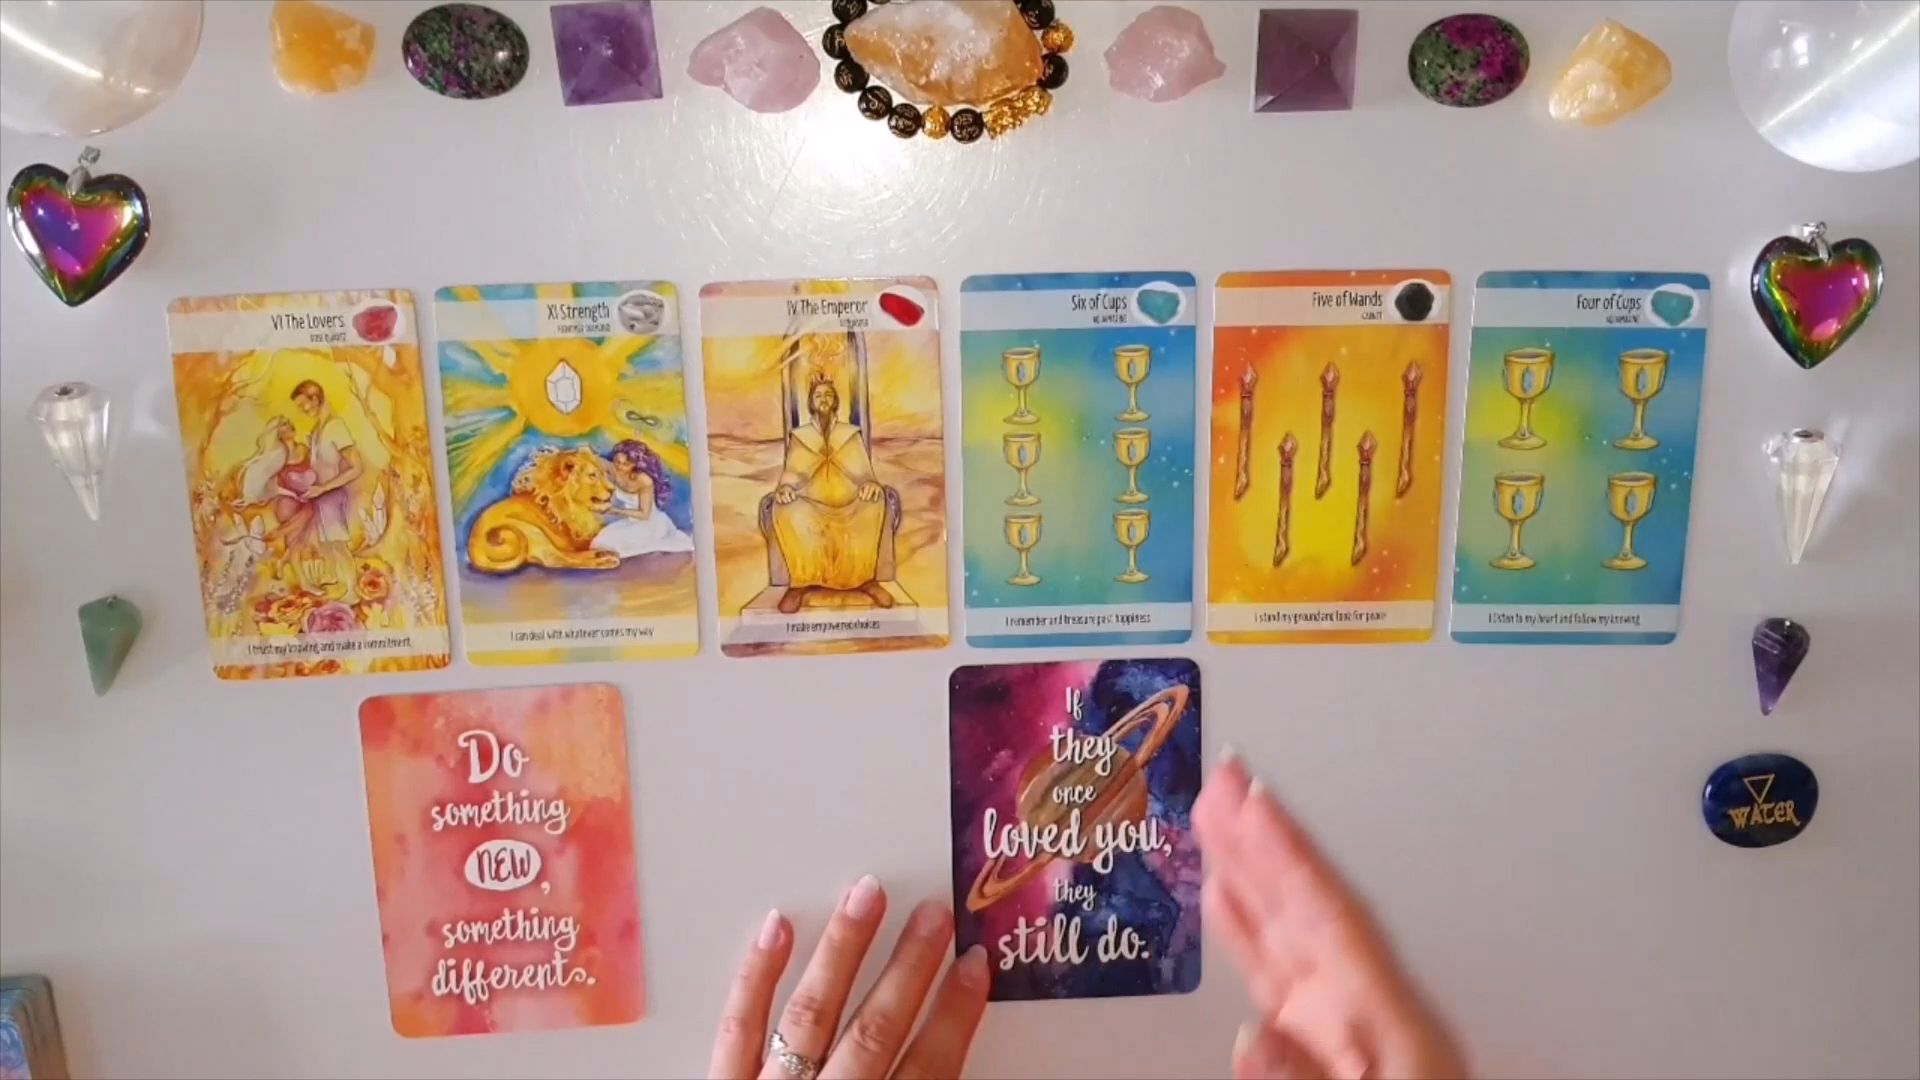 VI The Lovers
ROSE QUARTZ
I trust my knowing and make a commitment
XI Strength
I can deal with whatever comes my way
IV The Emperor
I make empowered choices
Six of Cups
I remember and treasure past happiness
Five of Wands
GARNET
I stand my ground and look for peace
Four of Cups
I listen to my heart and follow my knowing
Do
something
NEW,
something
different.
If
they
once
loved you,
they
still do.
WATER